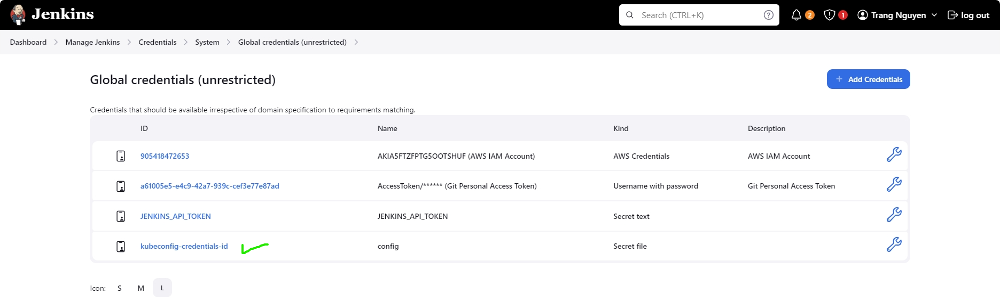 Jenkins
Search (CTRL+K)
?
2
1
Trang Nguyen
log out
Dashboard
Manage Jenkins
Credentials
System
Global credentials (unrestricted)
Global credentials (unrestricted)
+ Add Credentials
Credentials that should be available irrespective of domain specification to requirements matching.
ID Name Kind Description
905418472653 AKIA5FTZFPTG5OOTSHUF (AWS IAM Account) AWS Credentials AWS IAM Account
a61005e5-e4c9-42a7-939c-cef3e77e87ad AccessToken/****** (Git Personal Access Token) Username with password Git Personal Access Token
JENKINS_API_TOKEN JENKINS_API_TOKEN Secret text
kubeconfig-credentials-id config Secret file
Icon: S M L